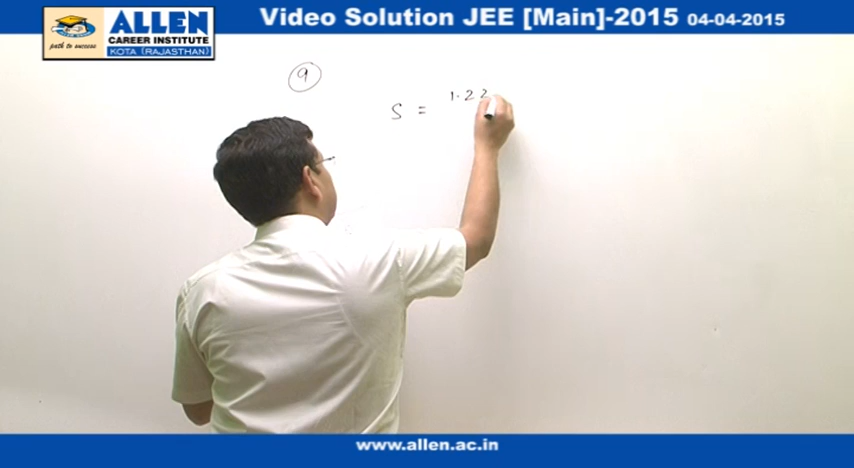 Video Solution JEE [Main]-2015 04-04-2015
ALLEN
CAREER INSTITUTE
KOTA (RAJASTHAN)
path to success
9
S = 1.22
www.allen.ac.in